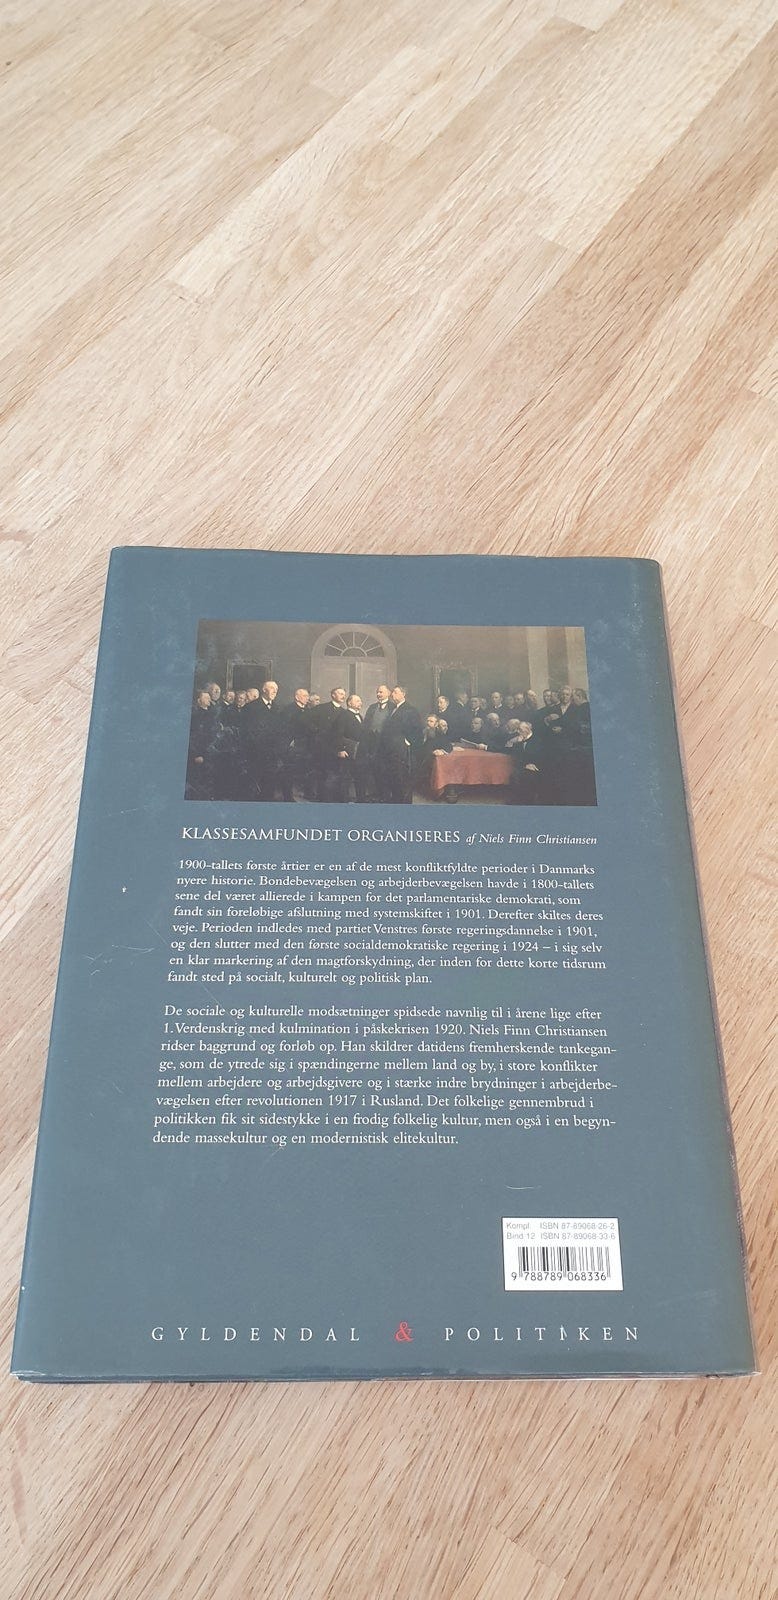 KLASSESAMFUNDET ORGANISERES af Niels Finn Christiansen
1900-tallets første årtier er en af de mest konfliktfyldte perioder i Danmarks
nyere historie. Bondebevægelsen og arbejderbevægelsen havde i 1800-tallets
sene del været allierede i kampen for det parlamentariske demokrati, som
fandt sin foreløbige afslutning med systemskiftet i 1901. Derefter skiltes deres
veje. Perioden indledes med partiet Venstres første regeringsdannelse i 1901,
og den slutter med den første socialdemokratiske regering i 1924 – i sig selv
en klar markering af den magtforskydning, der inden for dette korte tidsrum
fandt sted på socialt, kulturelt og politisk plan.
De sociale og kulturelle modsætninger spidsede navnlig til i årene lige efter
1. Verdenskrig med kulmination i påskekrisen 1920. Niels Finn Christiansen
ridser baggrund og forløb op. Han skildrer datidens fremherskende tankegan-
ge, som de ytrede sig i spændingerne mellem land og by, i store konflikter
mellem arbejdere og arbejdsgivere og i stærke indre brydninger i arbejderbe-
vægelsen efter revolutionen 1917 i Rusland. Det folkelige gennembrud i
politikken fik sit sidestykke i en frodig folkelig kultur, men også i en begyn-
dende massekultur og en modernistisk elitekultur.
Kompl. ISBN 87-89068-26-2
Bind 12 ISBN 87-89068-33-6
9 788789 068336
GYLDENDAL & POLITIKEN